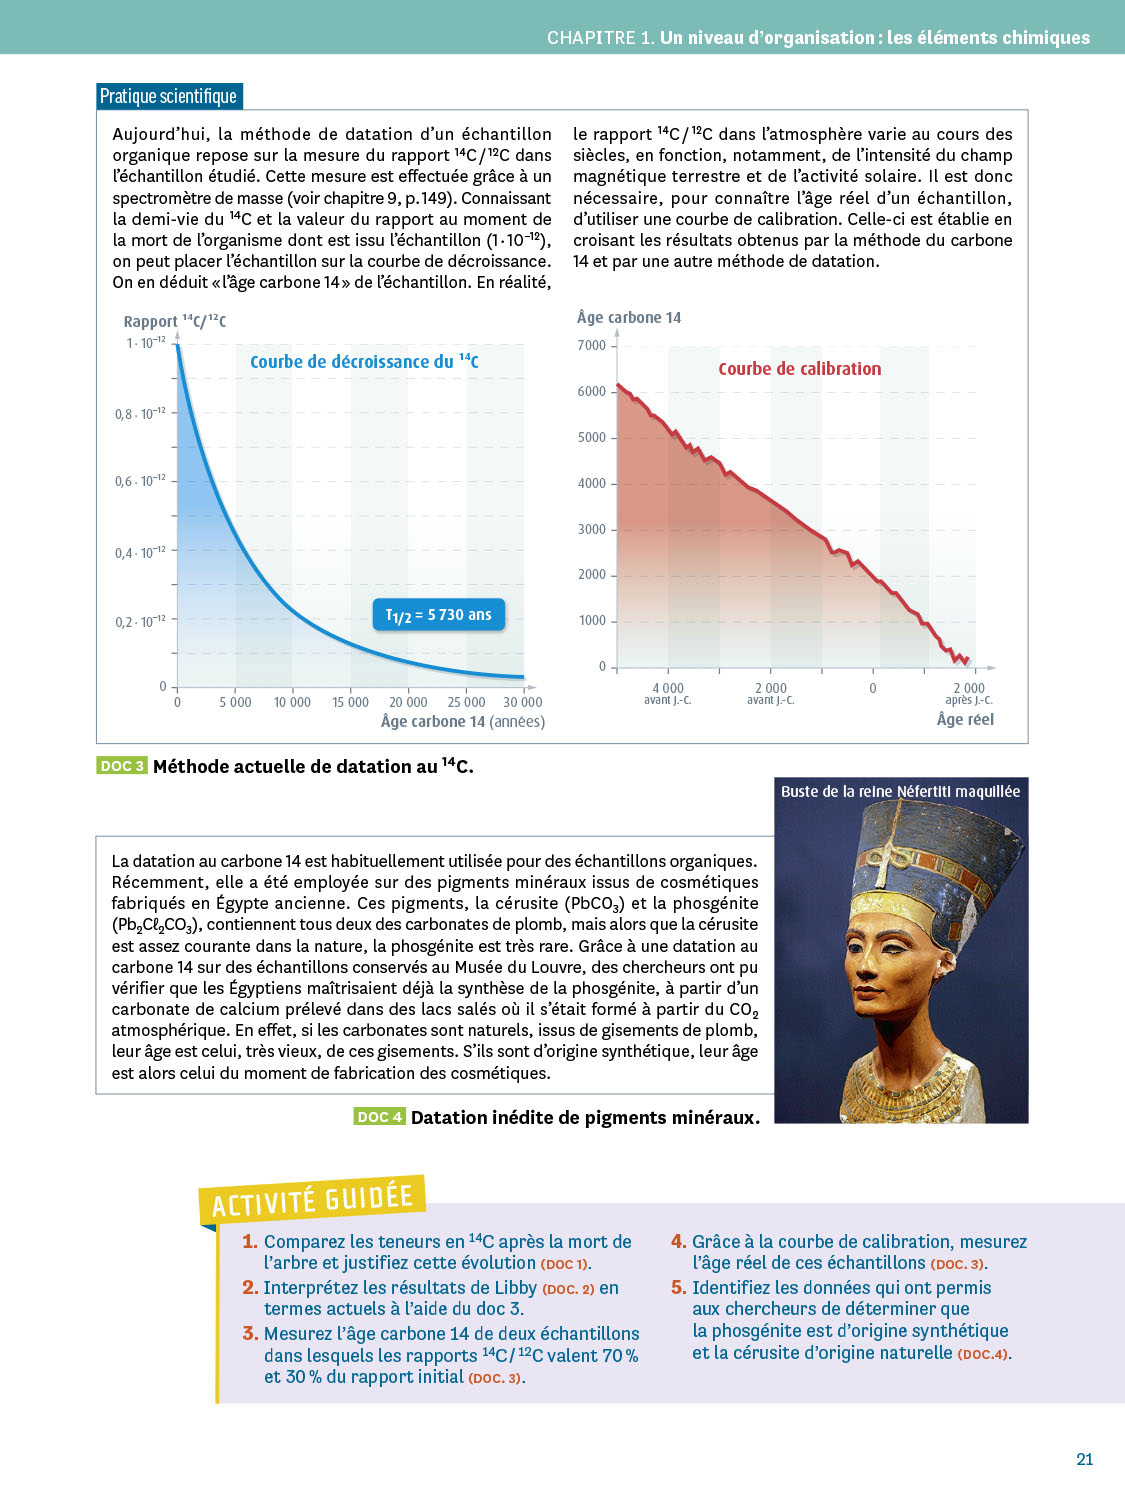 CHAPITRE 1. Un niveau d'organisation : les éléments chimiques
Pratique scientifique
Aujourd'hui, la méthode de datation d'un échantillon
organique repose sur la mesure du rapport ¹⁴C/¹²C dans
l'échantillon étudié. Cette mesure est effectuée grâce à un
spectromètre de masse (voir chapitre 9, p. 149). Connaissant
la demi-vie du ¹⁴C et la valeur du rapport au moment de
la mort de l'organisme dont est issu l'échantillon (1·10⁻¹²),
on peut placer l'échantillon sur la courbe de décroissance.
On en déduit «l'âge carbone 14» de l'échantillon. En réalité,
le rapport ¹⁴C/¹²C dans l'atmosphère varie au cours des
siècles, en fonction, notamment, de l'intensité du champ
magnétique terrestre et de l'activité solaire. Il est donc
nécessaire, pour connaître l'âge réel d'un échantillon,
d'utiliser une courbe de calibration. Celle-ci est établie en
croisant les résultats obtenus par la méthode du carbone
14 et par une autre méthode de datation.
Rapport ¹⁴C/¹²C
1 · 10⁻¹²
0,8 · 10⁻¹²
0,6 · 10⁻¹²
0,4 · 10⁻¹²
0,2 · 10⁻¹²
0
Courbe de décroissance du ¹⁴C
T1/2 = 5 730 ans
0 5 000 10 000 15 000 20 000 25 000 30 000
Âge carbone 14 (années)
Âge carbone 14
7000
6000
5000
4000
3000
2000
1000
0
Courbe de calibration
4 000 2 000 0 2 000
avant J.-C. avant J.-C. après J.-C.
Âge réel
DOC 3 Méthode actuelle de datation au ¹⁴C.
Buste de la reine Néfertiti maquillée
La datation au carbone 14 est habituellement utilisée pour des échantillons organiques.
Récemment, elle a été employée sur des pigments minéraux issus de cosmétiques
fabriqués en Égypte ancienne. Ces pigments, la cérusite (PbCO₃) et la phosgénite
(Pb₂Cℓ₂CO₃), contiennent tous deux des carbonates de plomb, mais alors que la cérusite
est assez courante dans la nature, la phosgénite est très rare. Grâce à une datation au
carbone 14 sur des échantillons conservés au Musée du Louvre, des chercheurs ont pu
vérifier que les Égyptiens maîtrisaient déjà la synthèse de la phosgénite, à partir d'un
carbonate de calcium prélevé dans des lacs salés où il s'était formé à partir du CO₂
atmosphérique. En effet, si les carbonates sont naturels, issus de gisements de plomb,
leur âge est celui, très vieux, de ces gisements. S'ils sont d'origine synthétique, leur âge
est alors celui du moment de fabrication des cosmétiques.
DOC 4 Datation inédite de pigments minéraux.
ACTIVITÉ GUIDÉE
1. Comparez les teneurs en ¹⁴C après la mort de
l'arbre et justifiez cette évolution (DOC 1).
2. Interprétez les résultats de Libby (DOC. 2) en
termes actuels à l'aide du doc 3.
3. Mesurez l'âge carbone 14 de deux échantillons
dans lesquels les rapports ¹⁴C/¹²C valent 70 %
et 30 % du rapport initial (DOC. 3).
4. Grâce à la courbe de calibration, mesurez
l'âge réel de ces échantillons (DOC. 3).
5. Identifiez les données qui ont permis
aux chercheurs de déterminer que
la phosgénite est d'origine synthétique
et la cérusite d'origine naturelle (DOC.4).
21